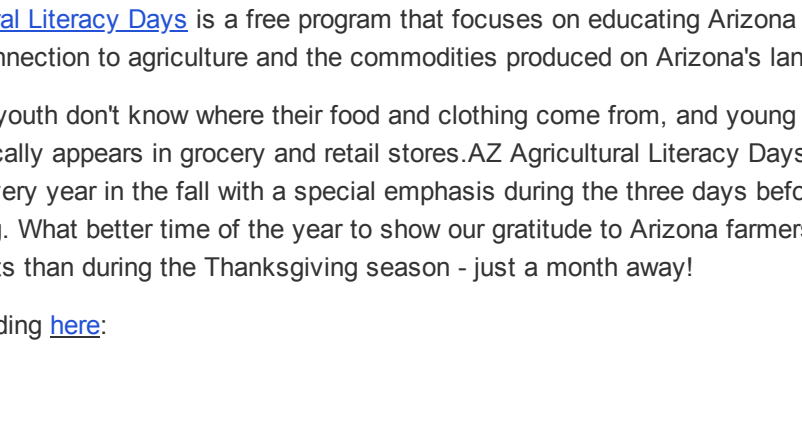 ral Literacy Days is a free program that focuses on educating Arizona
nnection to agriculture and the commodities produced on Arizona's lan
youth don't know where their food and clothing come from, and young
cally appears in grocery and retail stores.AZ Agricultural Literacy Days
very year in the fall with a special emphasis during the three days befo
g. What better time of the year to show our gratitude to Arizona farmers
ts than during the Thanksgiving season - just a month away!
ding here: